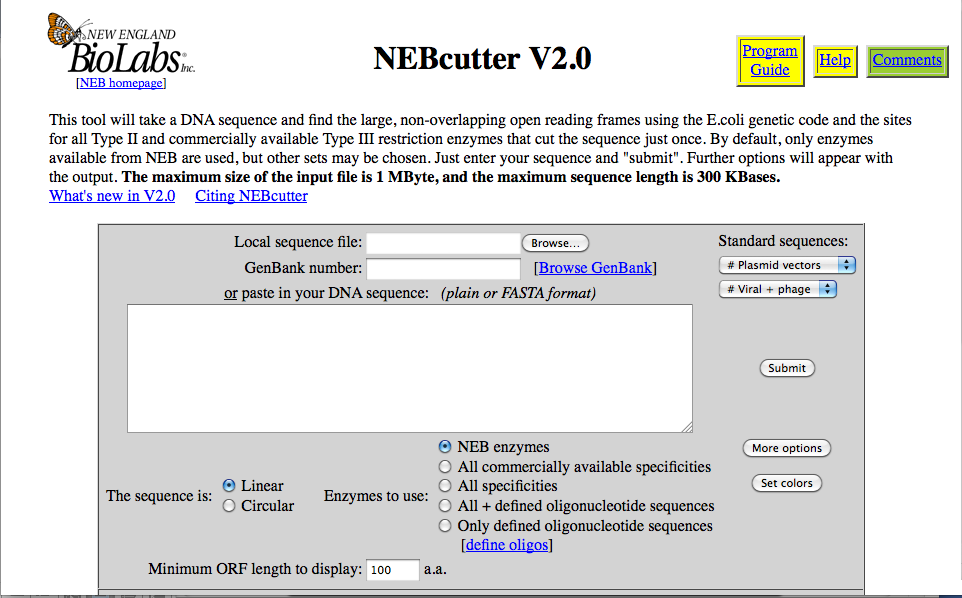 NEW ENGLAND
BioLabs® Inc.
[NEB homepage]
NEBcutter V2.0
Program
Guide
Help
Comments
This tool will take a DNA sequence and find the large, non-overlapping open reading frames using the E.coli genetic code and the sites
for all Type II and commercially available Type III restriction enzymes that cut the sequence just once. By default, only enzymes
available from NEB are used, but other sets may be chosen. Just enter your sequence and "submit". Further options will appear with
the output. The maximum size of the input file is 1 MByte, and the maximum sequence length is 300 KBases.
What's new in V2.0 Citing NEBcutter
Local sequence file: Browse...
GenBank number: [Browse GenBank]
or paste in your DNA sequence: (plain or FASTA format)
Standard sequences:
# Plasmid vectors
# Viral + phage
Submit
More options
Set colors
The sequence is:
Linear
Circular
Enzymes to use:
NEB enzymes
All commercially available specificities
All specificities
All + defined oligonucleotide sequences
Only defined oligonucleotide sequences
[define oligos]
Minimum ORF length to display: 100 a.a.